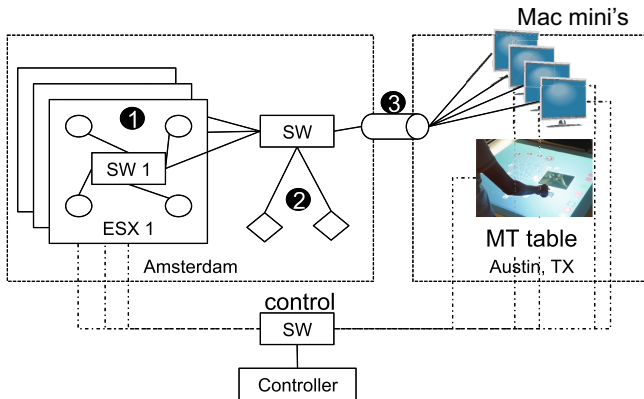 Mac mini's
1
3
SW
SW 1
2
ESX 1
MT table
Amsterdam
Austin, TX
control
SW
Controller